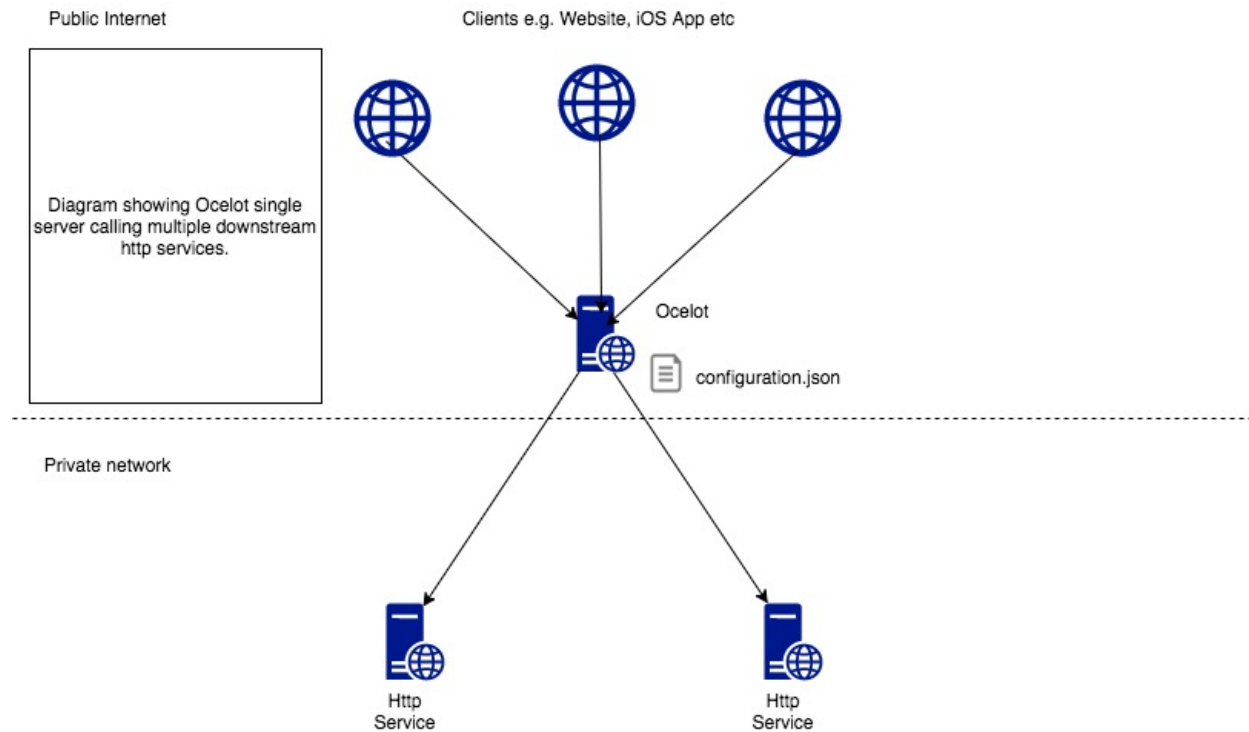 Public Internet
Clients e.g. Website, iOS App etc
Diagram showing Ocelot single
server calling multiple downstream
http services.
Ocelot
configuration.json
Private network
Http
Service
Http
Service